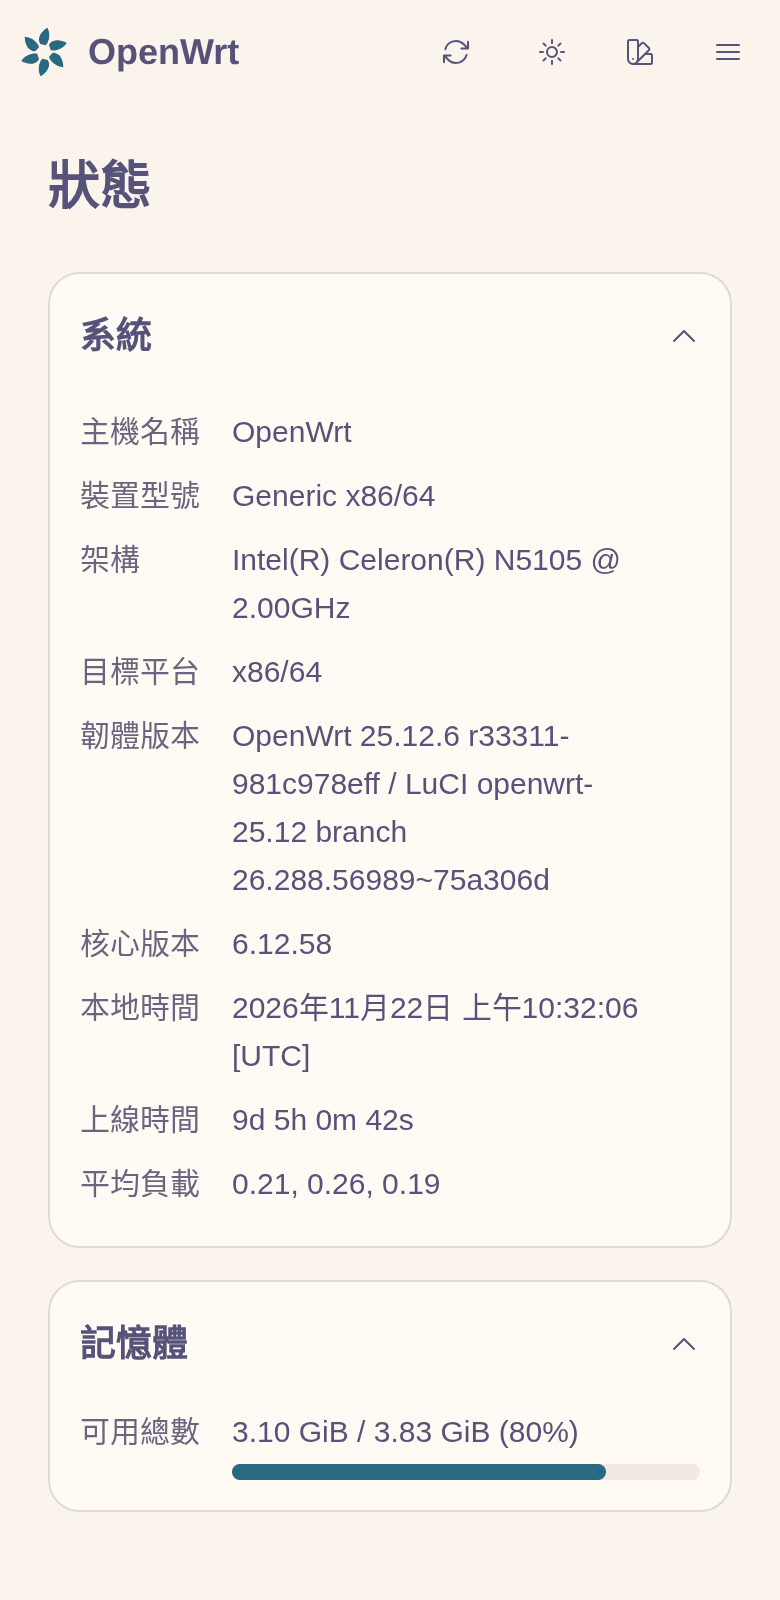 OpenWrt
狀態
系統
主機名稱 OpenWrt
裝置型號 Generic x86/64
架構 Intel(R) Celeron(R) N5105 @
2.00GHz
目標平台 x86/64
韌體版本 OpenWrt 25.12.6 r33311-
981c978eff / LuCI openwrt-
25.12 branch
26.288.56989~75a306d
核心版本 6.12.58
本地時間 2026年11月22日 上午10:32:06
[UTC]
上線時間 9d 5h 0m 42s
平均負載 0.21, 0.26, 0.19
記憶體
可用總數 3.10 GiB / 3.83 GiB (80%)